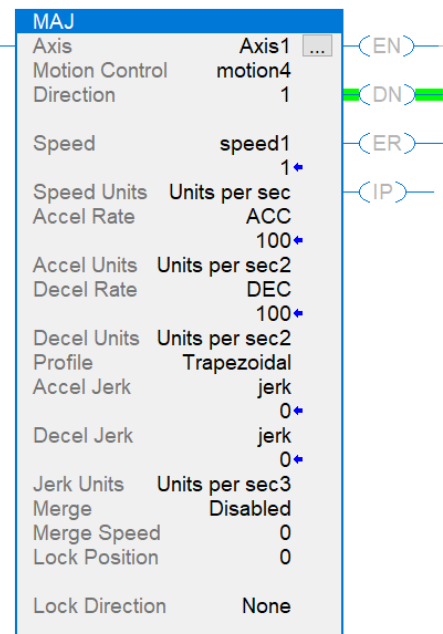 MAJ
Axis Axis1 ... EN
Motion Control motion4
Direction 1 DN
Speed speed1 ER
1
Speed Units Units per sec IP
Accel Rate ACC
100
Accel Units Units per sec2
Decel Rate DEC
100
Decel Units Units per sec2
Profile Trapezoidal
Accel Jerk jerk
0
Decel Jerk jerk
0
Jerk Units Units per sec3
Merge Disabled
Merge Speed 0
Lock Position 0
Lock Direction None